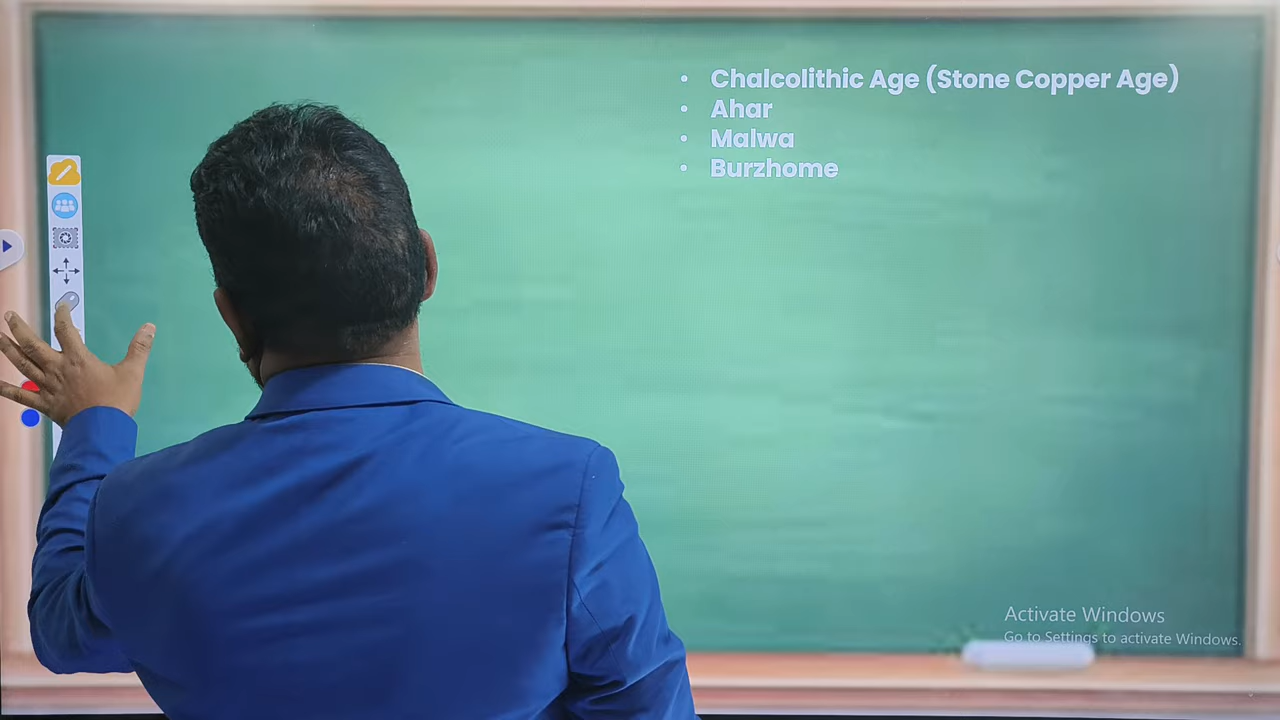 • Chalcolithic Age (Stone Copper Age)
• Ahar
• Malwa
• Burzhome
Activate Windows
Go to Settings to activate Windows.